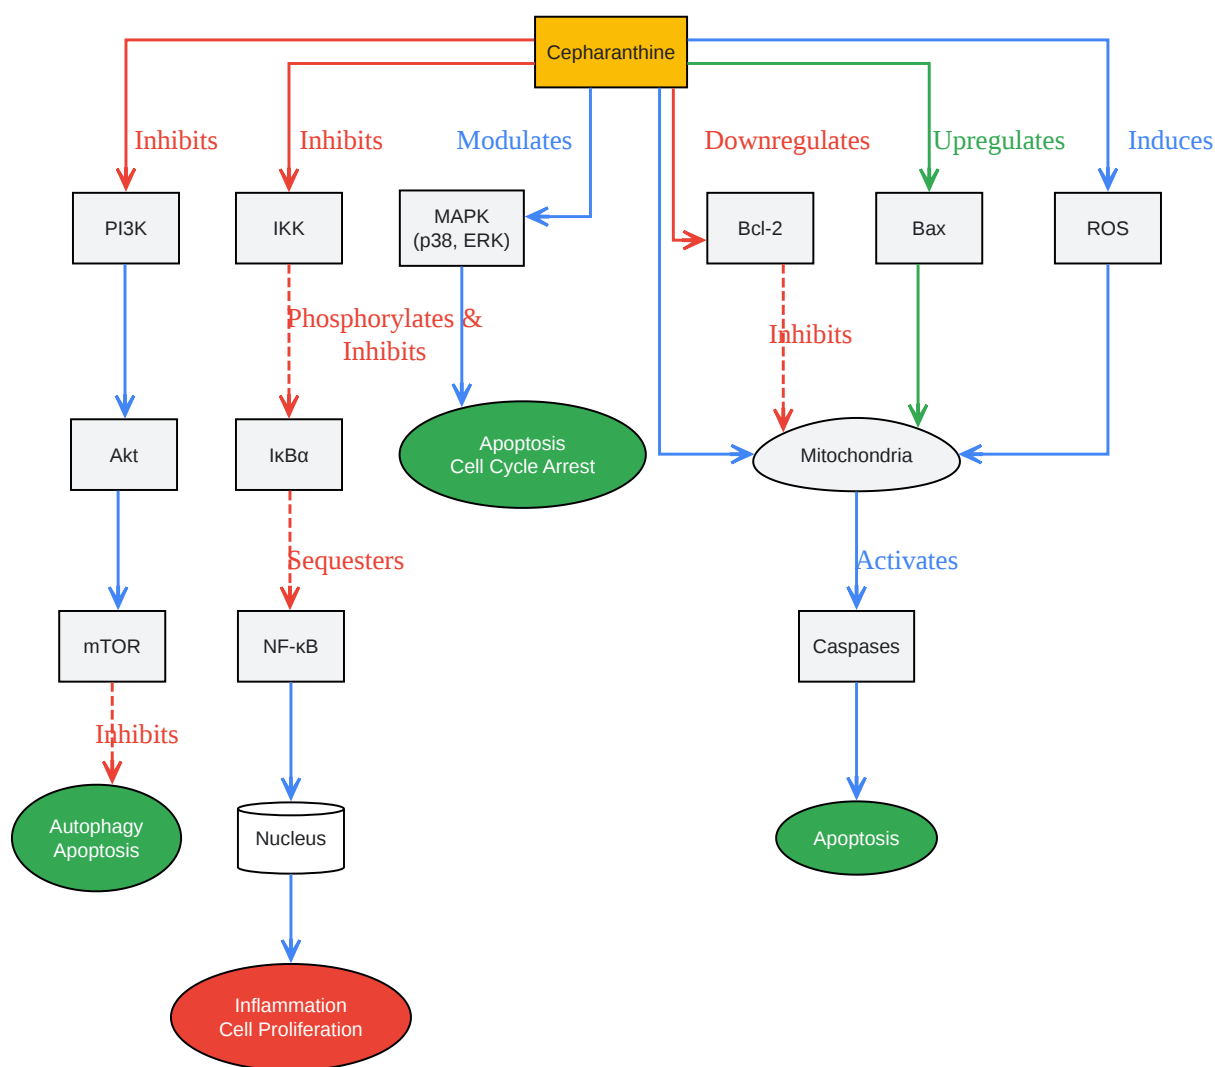 Cepharanthine
Inhibits
Inhibits
Modulates
Downregulates
Upregulates
Induces
PI3K
IKK
MAPK
(p38, ERK)
Bcl-2
Bax
ROS
Phosphorylates &
Inhibits
Inhibits
Akt
IκBα
Apoptosis
Cell Cycle Arrest
Mitochondria
Sequesters
Activates
mTOR
NF-κB
Caspases
Inhibits
Autophagy
Apoptosis
Nucleus
Apoptosis
Inflammation
Cell Proliferation